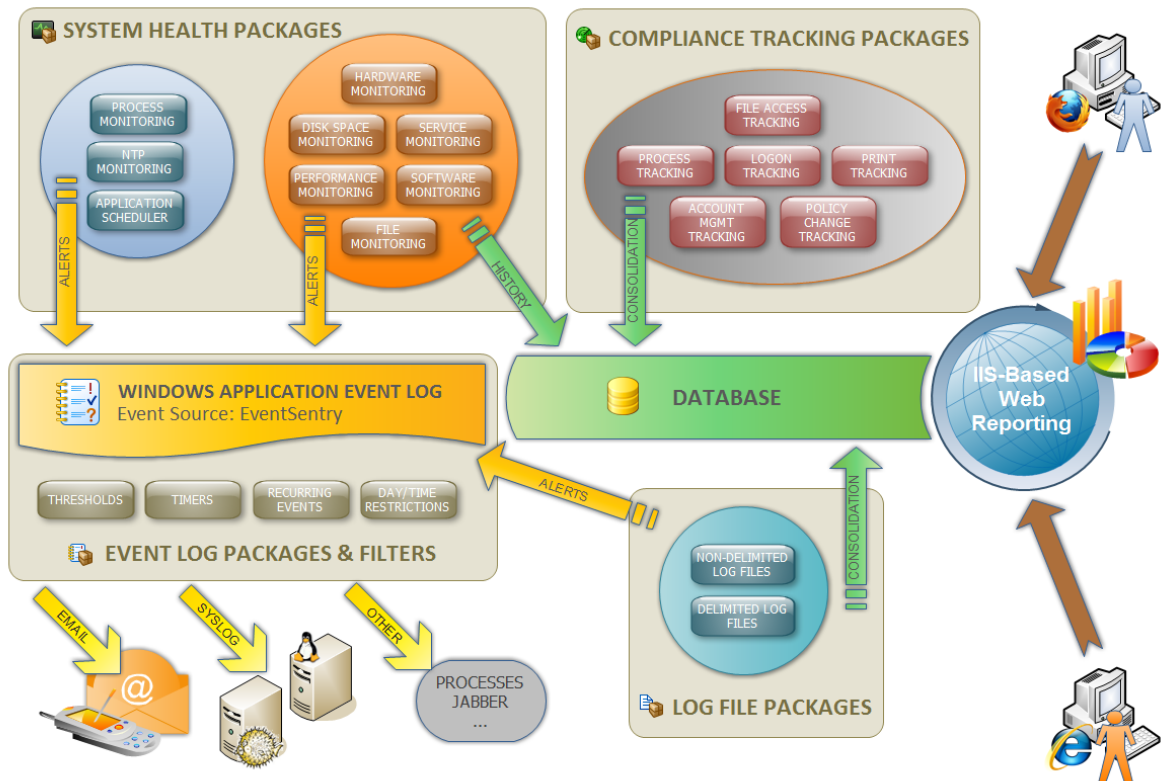 SYSTEM HEALTH PACKAGES
PROCESS
MONITORING
NTP
MONITORING
APPLICATION
SCHEDULER
HARDWARE
MONITORING
DISK SPACE
MONITORING
SERVICE
MONITORING
PERFORMANCE
MONITORING
SOFTWARE
MONITORING
FILE
MONITORING
ALERTS
ALERTS
HISTORY
COMPLIANCE TRACKING PACKAGES
FILE ACCESS
TRACKING
PROCESS
TRACKING
LOGON
TRACKING
PRINT
TRACKING
ACCOUNT
MGMT
TRACKING
POLICY
CHANGE
TRACKING
CONSOLIDATION
WINDOWS APPLICATION EVENT LOG
Event Source: EventSentry
THRESHOLDS
TIMERS
RECURRING
EVENTS
DAY/TIME
RESTRICTIONS
EVENT LOG PACKAGES & FILTERS
DATABASE
IIS-Based
Web
Reporting
ALERTS
CONSOLIDATION
NON-DELIMITED
LOG FILES
DELIMITED LOG
FILES
LOG FILE PACKAGES
EMAIL
@
SYSLOG
OTHER
PROCESSES
JABBER
...